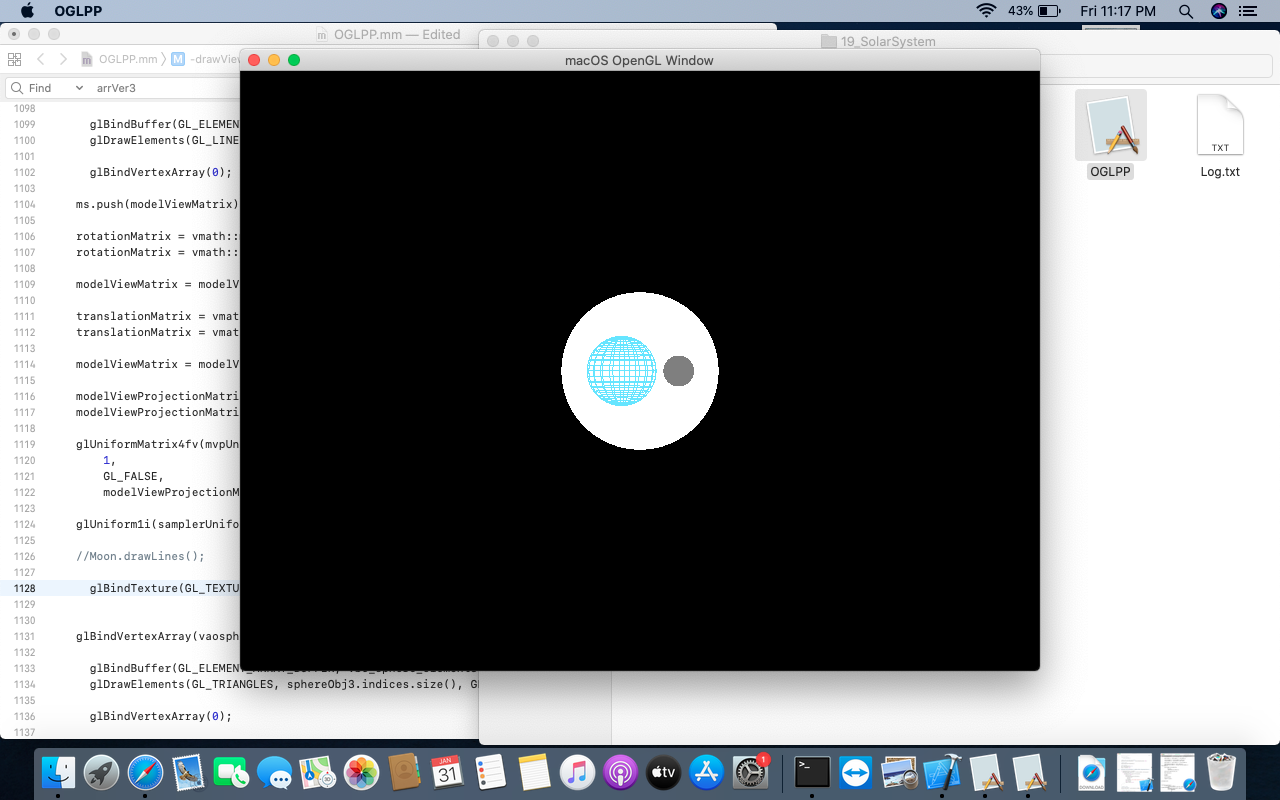 OGLPP
43%
Fri 11:17 PM
OGLPP.mm — Edited
19_SolarSystem
OGLPP.mm
M
-drawView
macOS OpenGL Window
Find
arrVer3
1098
1099 glBindBuffer(GL_ELEMEN
1100 glDrawElements(GL_LINE
1101
1102 glBindVertexArray(0);
1103
1104 ms.push(modelViewMatrix)
1105
1106 rotationMatrix = vmath::
1107 rotationMatrix = vmath::
1108
1109 modelViewMatrix = modelV
1110
1111 translationMatrix = vmat
1112 translationMatrix = vmat
1113
1114 modelViewMatrix = modelV
1115
1116 modelViewProjectionMatri
1117 modelViewProjectionMatri
1118
1119 glUniformMatrix4fv(mvpUn
1120 1,
1121 GL_FALSE,
1122 modelViewProjectionM
1123
1124 glUniform1i(samplerUnifo
1125
1126 //Moon.drawLines();
1127
1128 glBindTexture(GL_TEXTU
1129
1130
1131 glBindVertexArray(vaosph
1132
1133 glBindBuffer(GL_ELEMENT
1134 glDrawElements(GL_TRIANGLES, sphereObj3.indices.size(), G
1135
1136 glBindVertexArray(0);
1137
TXT
OGLPP
Log.txt
JAN
31
tv
1
>_
DOWNLOAD